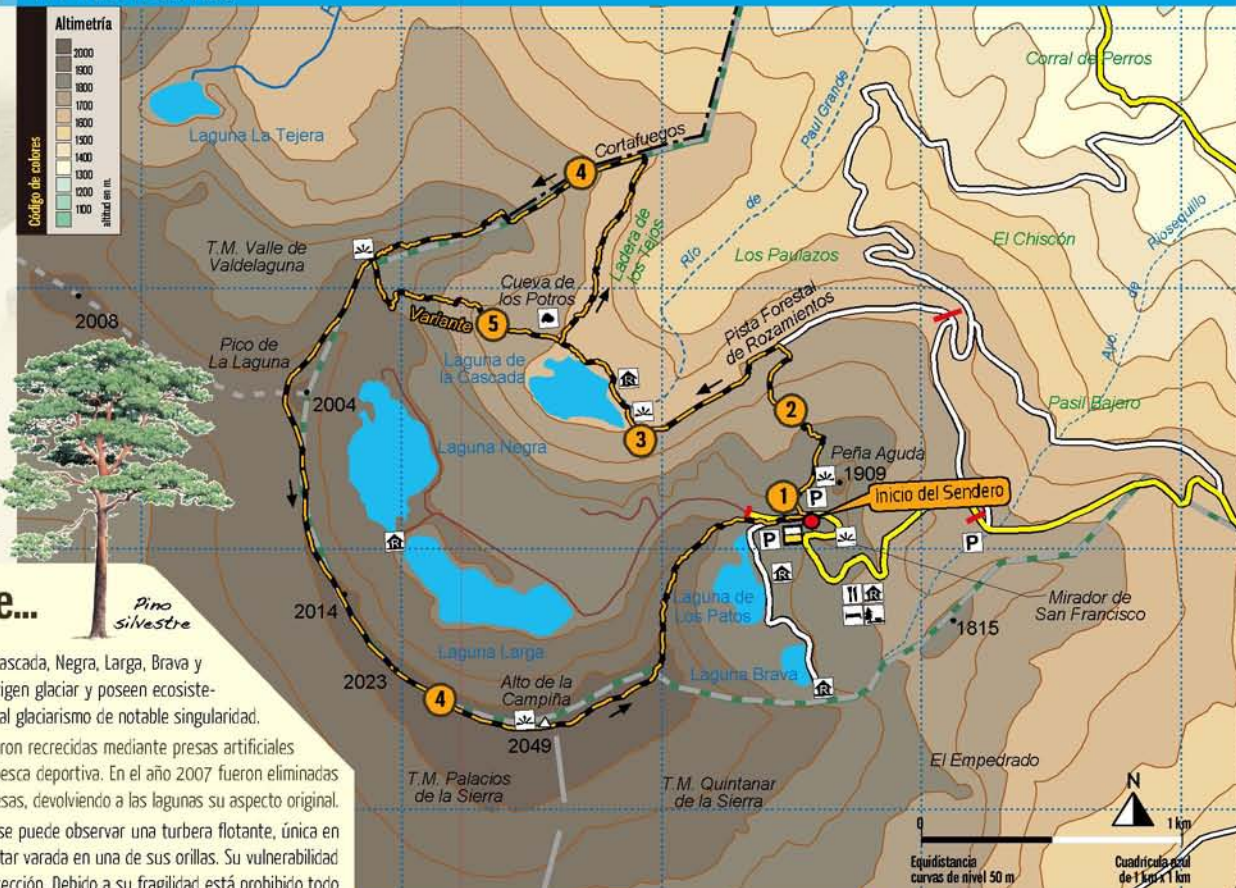 Código de colores
Altimetría
2000
1900
1800
1700
1600
1500
1400
1300
1200
1100
altitud en m.
Laguna La Tejera
Corral de Perros
Cortafuegos
4
Río de Paul Grande
Ladera de
los Tejos
Los Paulazos
El Chiscón
Ayo. de Riosequillo
T.M. Valle de
Valdelaguna
Cueva de
los Potros
Variante
5
2008
Pico de
La Laguna
2004
Laguna de
la Cascada
Pista Forestal
de Rozamientos
Pasil Bajero
2
3
Laguna Negra
Peña Aguda
1909
1
P
Inicio del Sendero
P
P
Mirador de
San Francisco
1815
Laguna de
Los Patos
2014
Laguna Larga
Laguna Brava
2023
4
Alto de la
Campiña
2049
El Empedrado
T.M. Palacios
de la Sierra
T.M. Quintanar
de la Sierra
N
0
1 km
Equidistancia
curvas de nivel 50 m
Cuadrícula azul
de 1 km x 1 km
Pino
silvestre
e...
ascada, Negra, Larga, Brava y
igen glaciar y poseen ecosiste-
al glaciarismo de notable singularidad.
ron recrecidas mediante presas artificiales
esca deportiva. En el año 2007 fueron eliminadas
esas, devolviendo a las lagunas su aspecto original.
se puede observar una turbera flotante, única en
tar varada en una de sus orillas. Su vulnerabilidad
ección. Debido a su fragilidad está prohibido todo